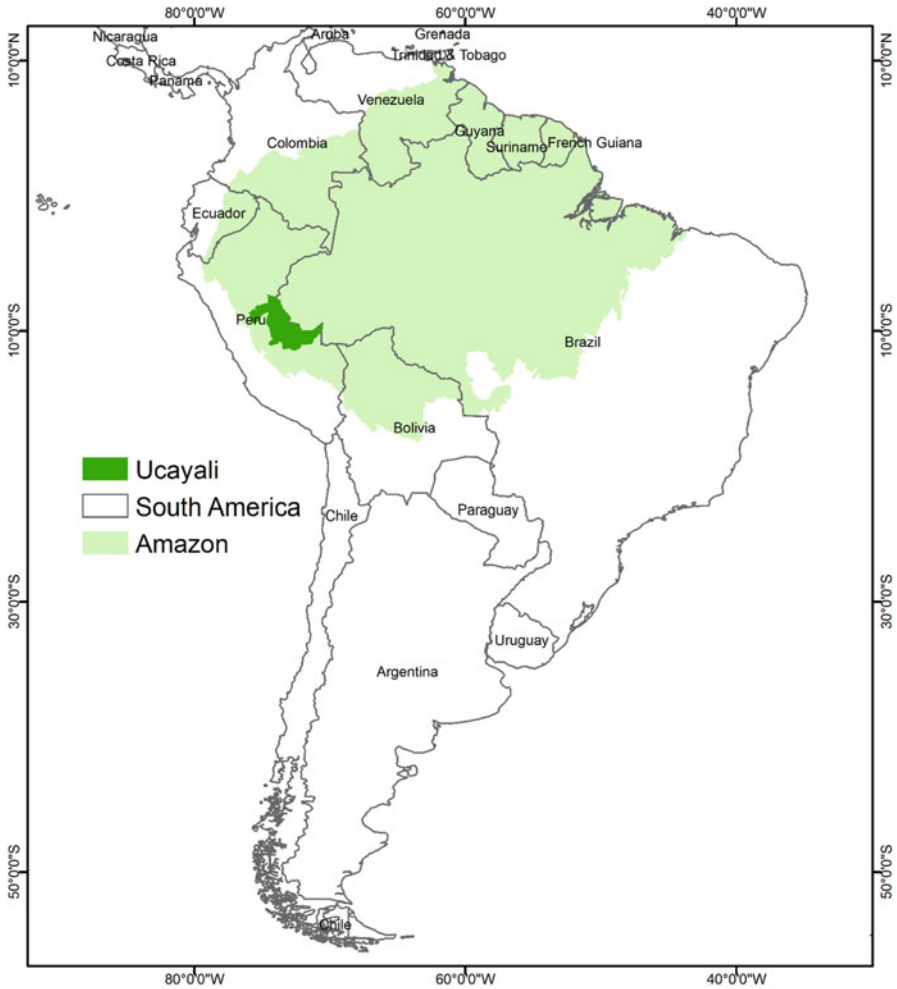 80°0'0"W 60°0'0"W 40°0'0"W
10°0'0"N 10°0'0"N
Nicaragua
Aruba
Grenada
Costa Rica
Trinidad & Tobago
Panama
Venezuela
Colombia
Guyana
Suriname
French Guiana
Ecuador
Peru
10°0'0"S 10°0'0"S
Brazil
Bolivia
Ucayali
South America
Amazon
Chile
Paraguay
30°0'0"S 30°0'0"S
Uruguay
Argentina
50°0'0"S 50°0'0"S
Chile
80°0'0"W 60°0'0"W 40°0'0"W